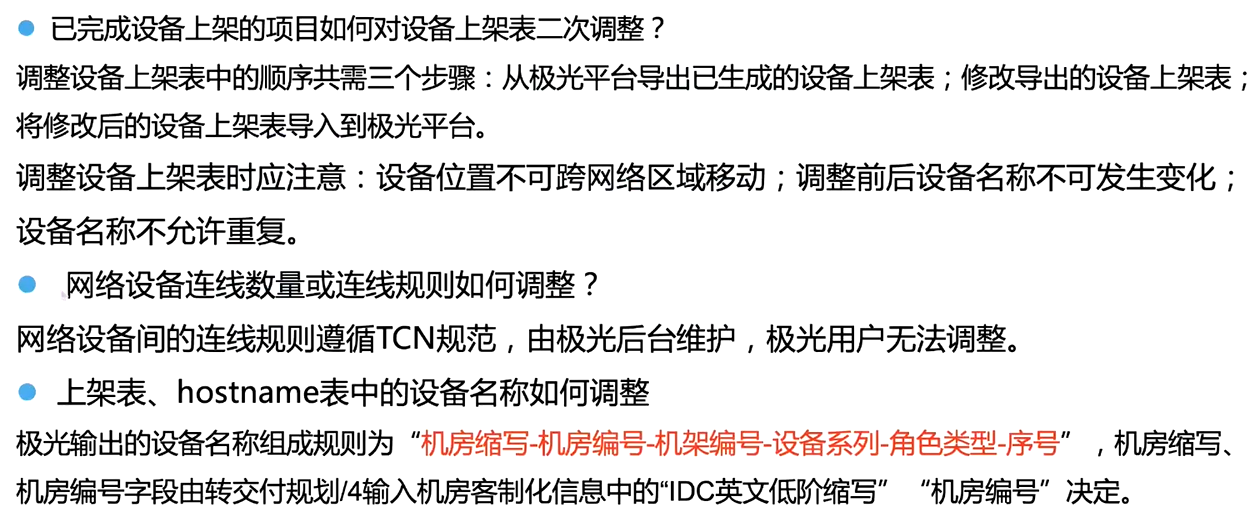 ● 已完成设备上架的项目如何对设备上架表二次调整？
调整设备上架表中的顺序共需三个步骤：从极光平台导出已生成的设备上架表；修改导出的设备上架表；
将修改后的设备上架表导入到极光平台。
调整设备上架表时应注意：设备位置不可跨网络区域移动；调整前后设备名称不可发生变化；
设备名称不允许重复。
● 网络设备连线数量或连线规则如何调整？
网络设备间的连线规则遵循TCN规范，由极光后台维护，极光用户无法调整。
● 上架表、hostname表中的设备名称如何调整
极光输出的设备名称组成规则为“机房缩写-机房编号-机架编号-设备系列-角色类型-序号”，机房缩写、
机房编号字段由转交付规划/4输入机房客制化信息中的“IDC英文低阶缩写”“机房编号”决定。